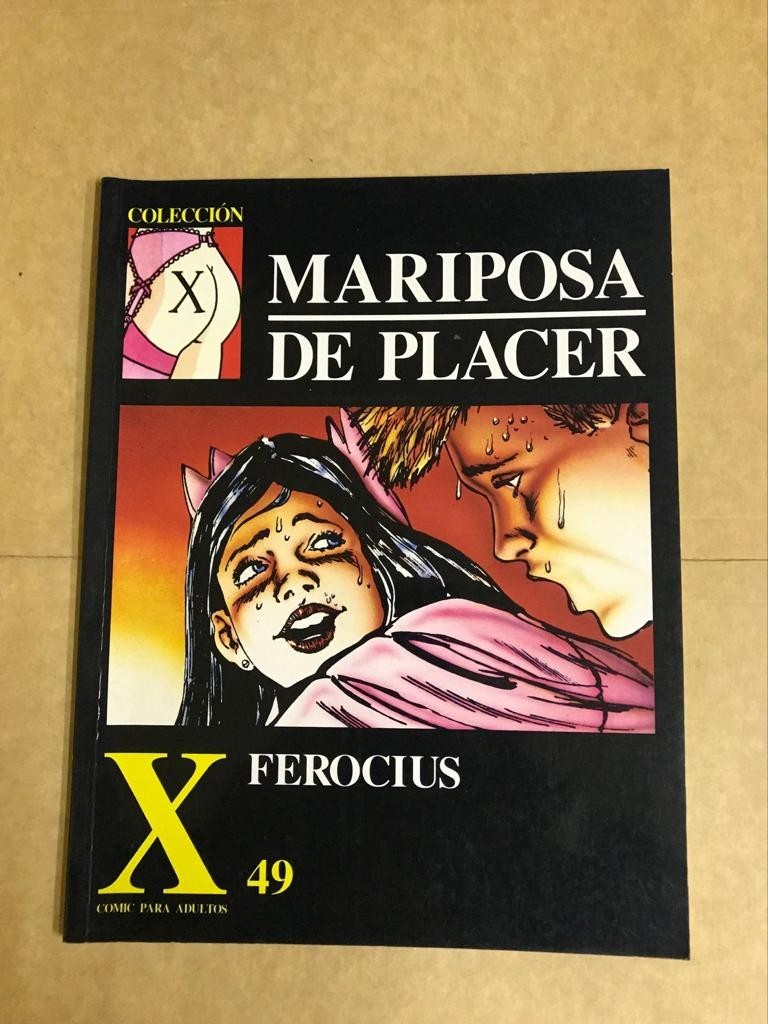 COLECCIÓN
X
MARIPOSA
DE PLACER
X
FEROCIUS
49
COMIC PARA ADULTOS